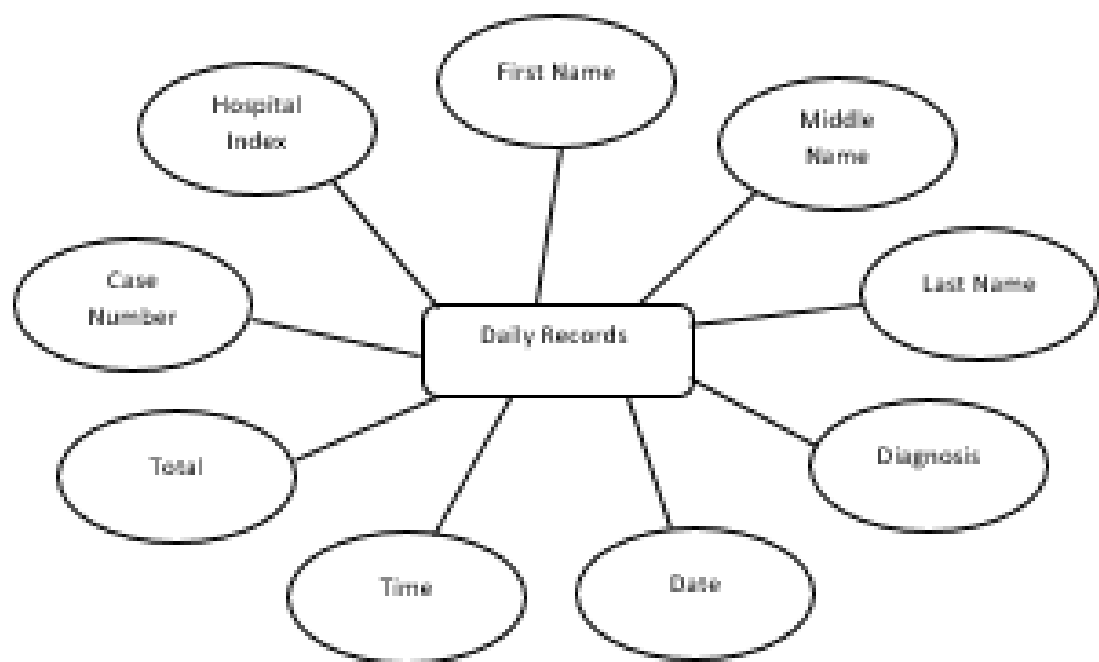 First Name
Hospital
Index
Middle
Name
Case
Number
Last Name
Daily Records
Total
Diagnosis
Time
Date